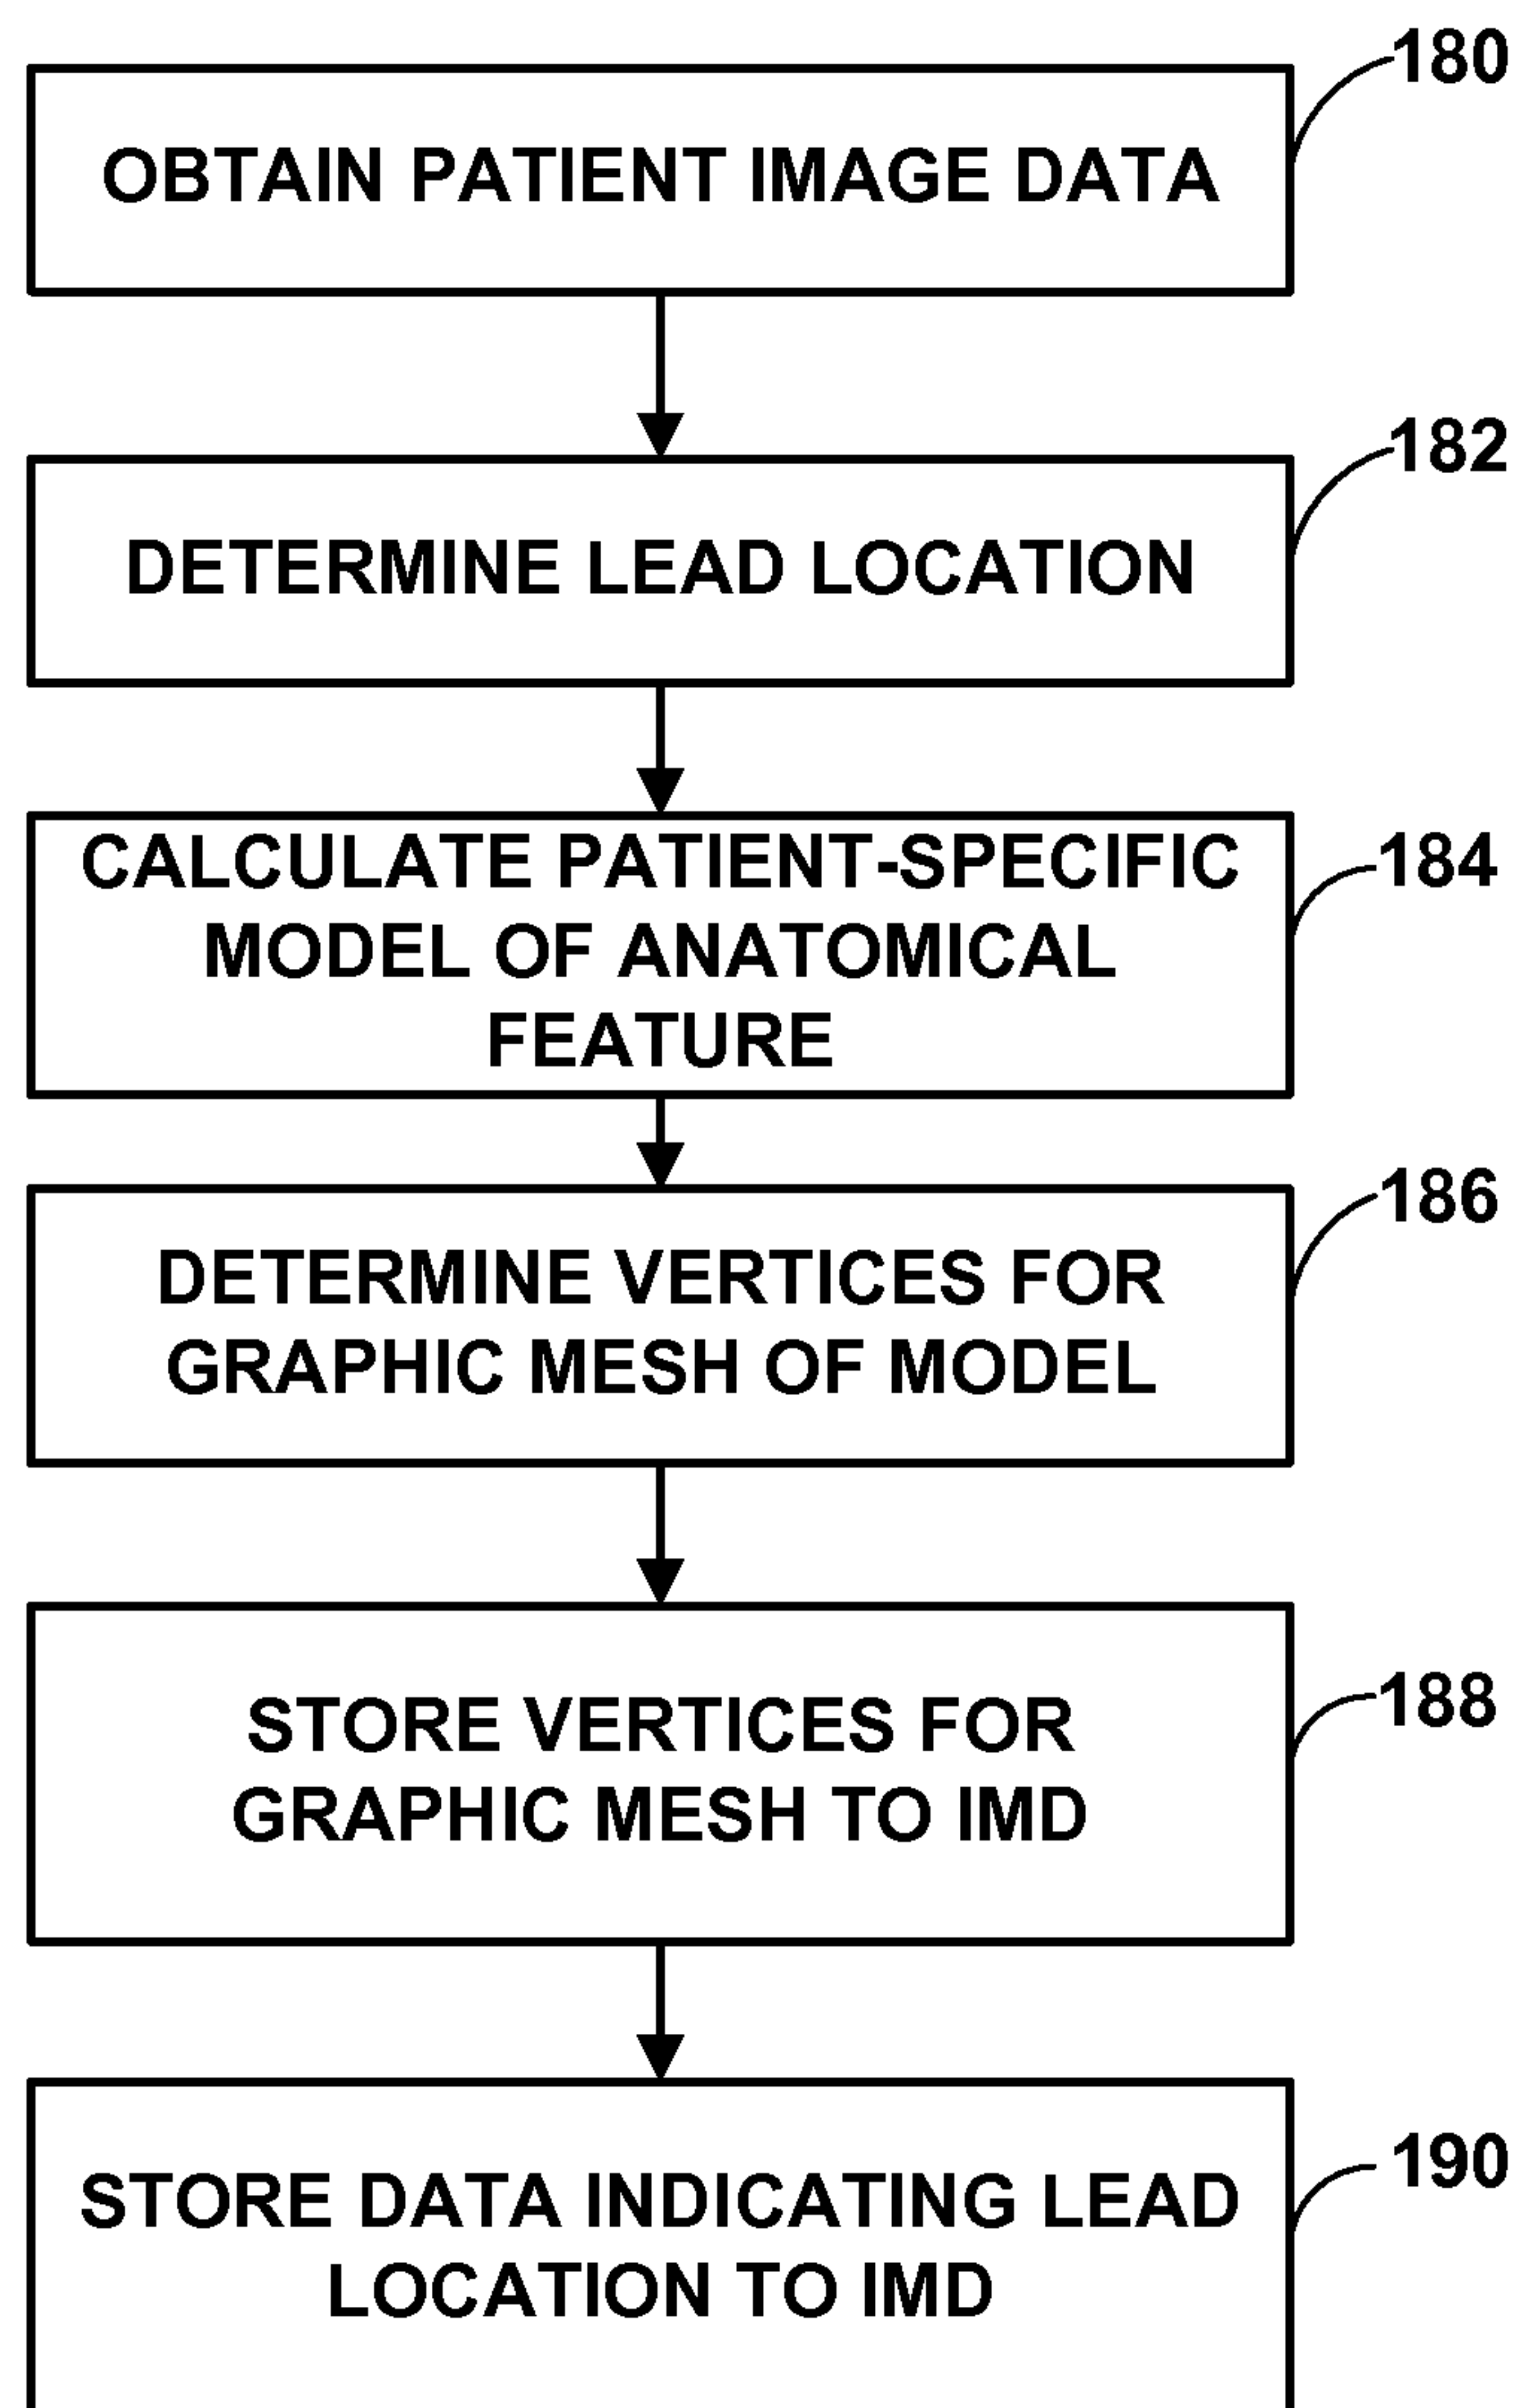 180
OBTAIN PATIENT IMAGE DATA
182
DETERMINE LEAD LOCATION
184
CALCULATE PATIENT-SPECIFIC
MODEL OF ANATOMICAL
FEATURE
186
DETERMINE VERTICES FOR
GRAPHIC MESH OF MODEL
188
STORE VERTICES FOR
GRAPHIC MESH TO IMD
190
STORE DATA INDICATING LEAD
LOCATION TO IMD